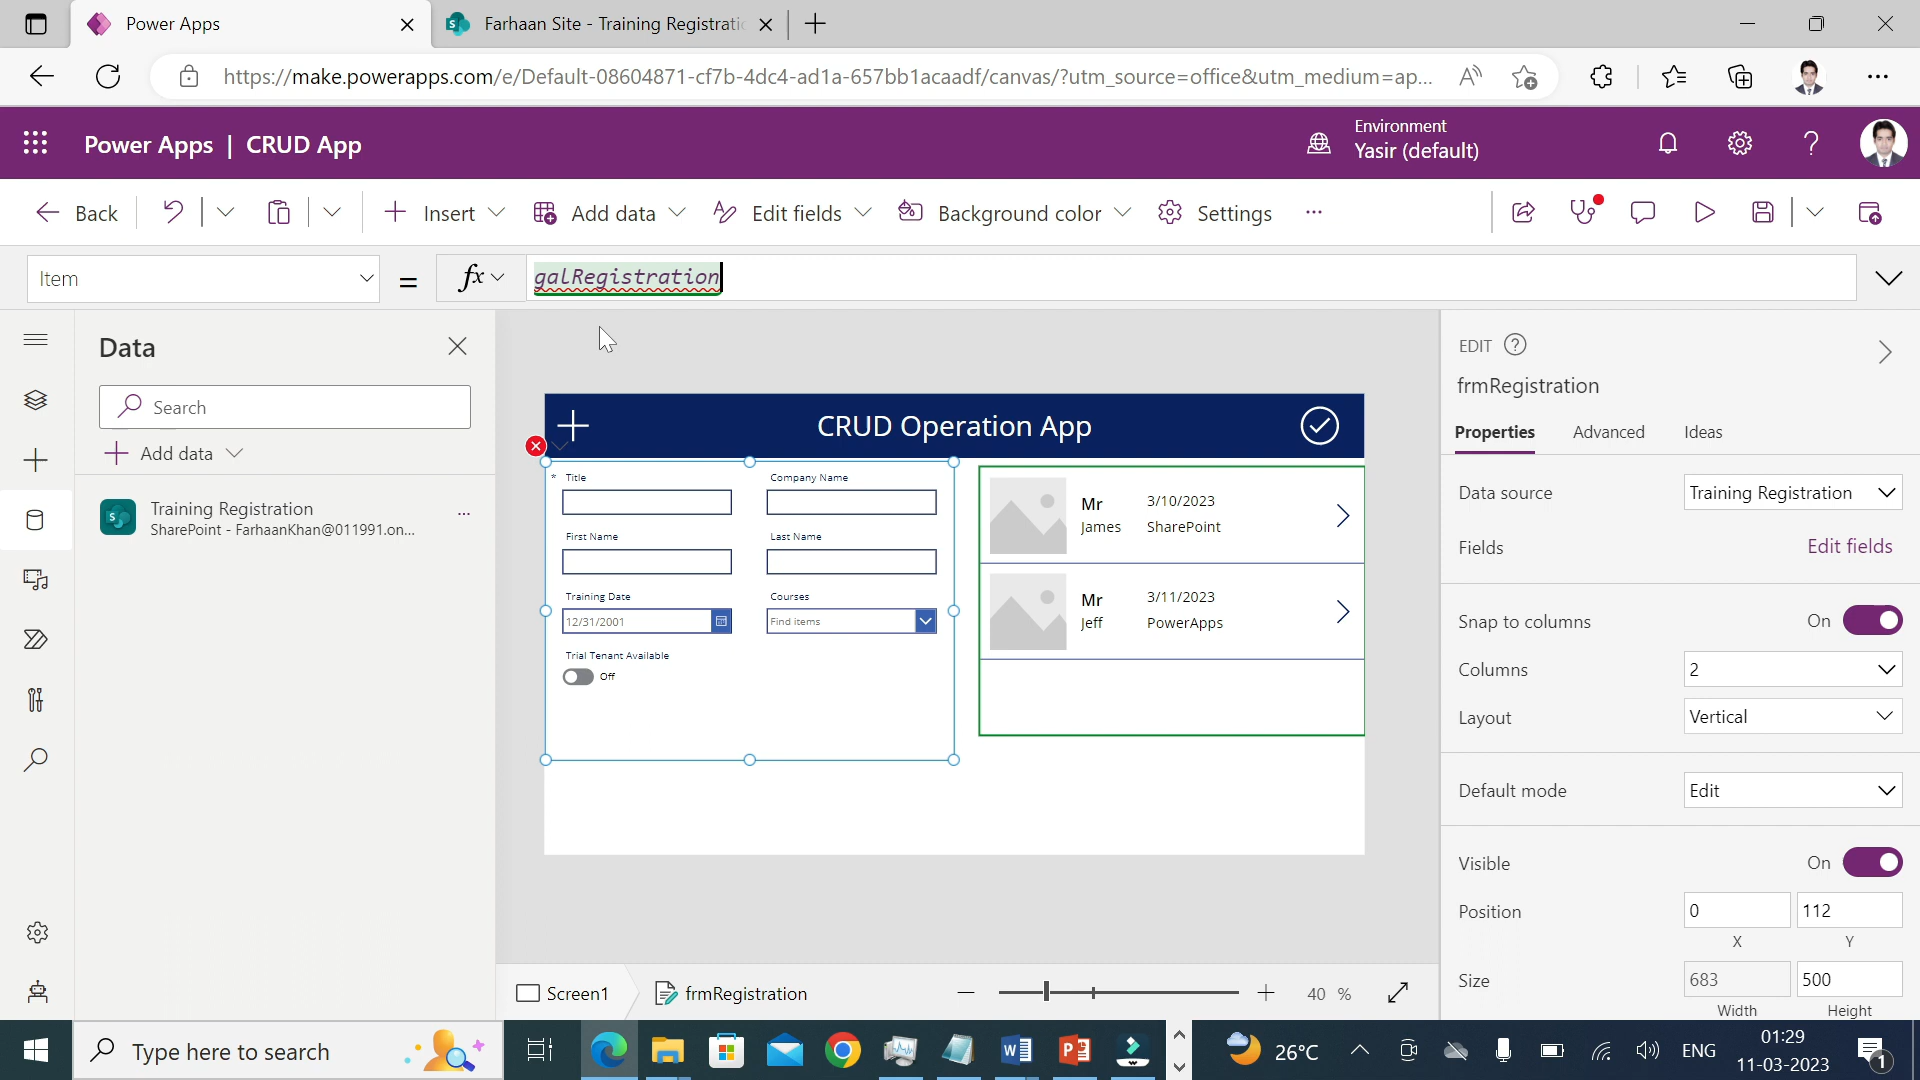 Power Apps
Farhaan Site - Training Registratic
https://make.powerapps.com/e/Default-08604871-cf7b-4dc4-ad1a-657bb1acaadf/canvas/?utm_source=office&utm_medium=ap...
Power Apps | CRUD App
Environment
Yasir (default)
Back
Insert
Add data
Edit fields
Background color
Settings
Item
=
fx
galRegistration
Data
Search
Add data
Training Registration
SharePoint - FarhaanKhan@011991.on...
CRUD Operation App
* Title
Company Name
First Name
Last Name
Training Date
Courses
12/31/2001
Find items
Trial Tenant Available
Off
Mr
3/10/2023
James
SharePoint
Mr
3/11/2023
Jeff
PowerApps
EDIT
frmRegistration
Properties
Advanced
Ideas
Data source
Training Registration
Fields
Edit fields
Snap to columns
On
Columns
2
Layout
Vertical
Default mode
Edit
Visible
On
Position
0
112
X
Y
Size
683
500
Width
Height
Screen1
frmRegistration
40 %
Type here to search
26°C
ENG
01:29
11-03-2023
1